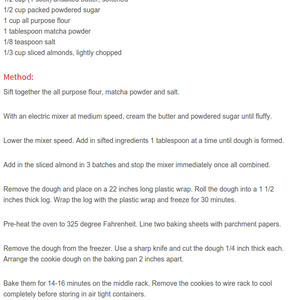 1/2 cup (1 stick) unsalted butter, softened
1/2 cup packed powdered sugar
1 cup all purpose flour
1 tablespoon matcha powder
1/8 teaspoon salt
1/3 cup sliced almonds, lightly chopped
Method:
Sift together the all purpose flour, matcha powder and salt.
With an electric mixer at medium speed, cream the butter and powdered sugar until fluffy.
Lower the mixer speed. Add in sifted ingredients 1 tablespoon at a time until dough is formed.
Add in the sliced almond in 3 batches and stop the mixer immediately once all combined.
Remove the dough and place on a 22 inches long plastic wrap. Roll the dough into a 1 1/2
inches thick log. Wrap the log with the plastic wrap and freeze for 30 minutes.
Pre-heat the oven to 325 degree Fahrenheit. Line two baking sheets with parchment papers.
Remove the dough from the freezer. Use a sharp knife and cut the dough 1/4 inch thick each.
Arrange the cookie dough on the baking pan 2 inches apart.
Bake them for 14-16 minutes on the middle rack. Remove the cookies to wire rack to cool
completely before storing in air tight containers.